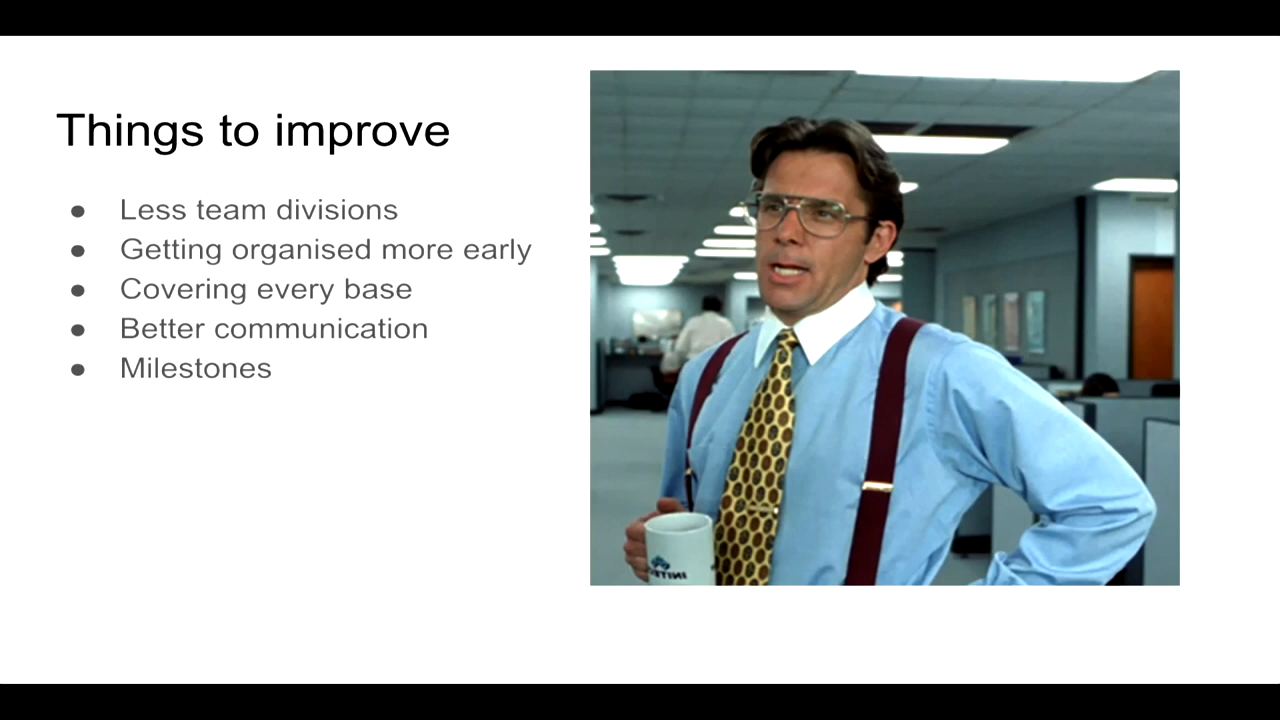 Things to improve
● Less team divisions
● Getting organised more early
● Covering every base
● Better communication
● Milestones